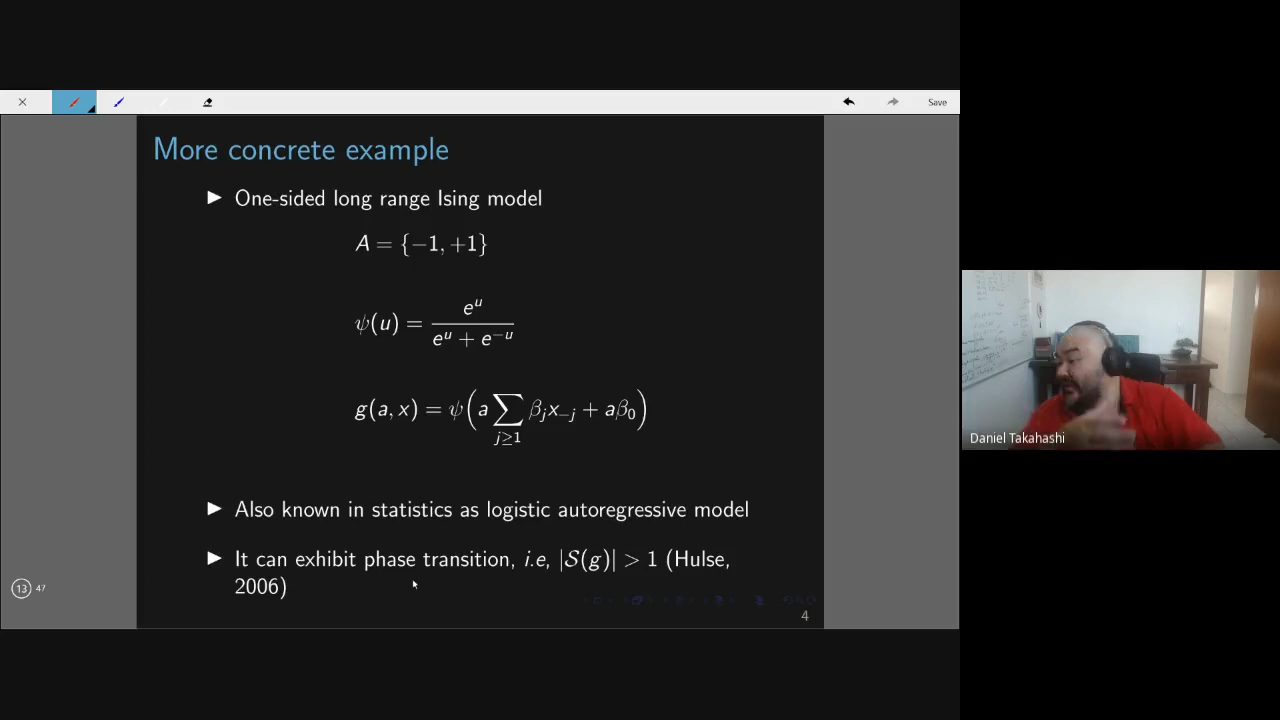 Save
More concrete example
▶ One-sided long range Ising model
A = {−1, +1}
ψ(u) = e^u / (e^u + e^{−u})
g(a, x) = ψ(a ∑_{j≥1} β_j x_{−j} + aβ_0)
▶ Also known in statistics as logistic autoregressive model
▶ It can exhibit phase transition, i.e, |S(g)| > 1 (Hulse,
2006)
13 47
4
Daniel Takahashi